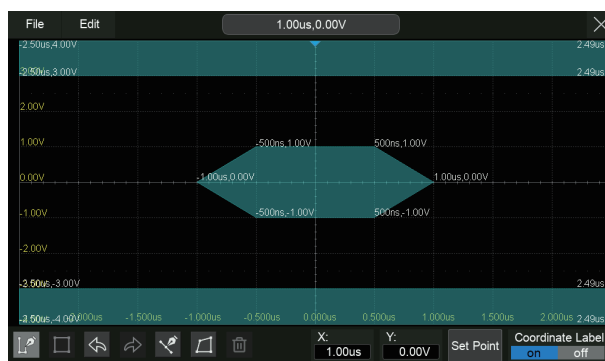 File Edit 1.00us,0.00V
-2.50us,4.00V 2.49us
-2.50us,3.00V 2.49us
2.00V
1.00V -500ns,1.00V 500ns,1.00V
0.00V -1.00us,0.00V 1.00us,0.00V
-1.00V -500ns,-1.00V 500ns,-1.00V
-2.00V
-2.50us,-3.00V 2.49us
-2.50us,-4.00V -1.500us -1.000us -0.500us 0.000us 0.500us 1.000us 1.500us 2.000us 2.49us
X: Y: Coordinate Label
1.00us 0.00V Set Point on off